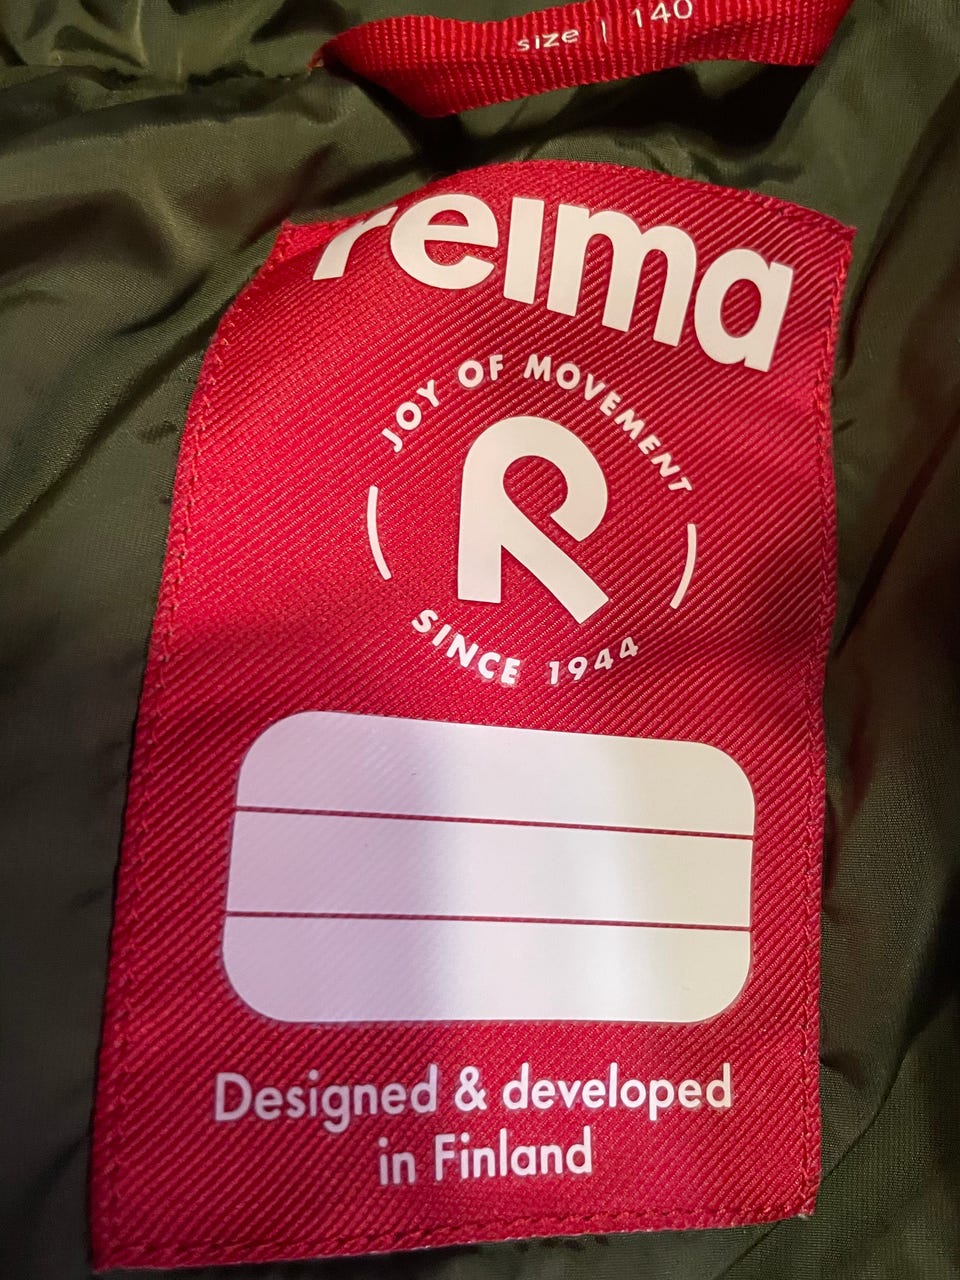 size | 140
reima
JOY OF MOVEMENT
R
SINCE 1944
Designed & developed
in Finland